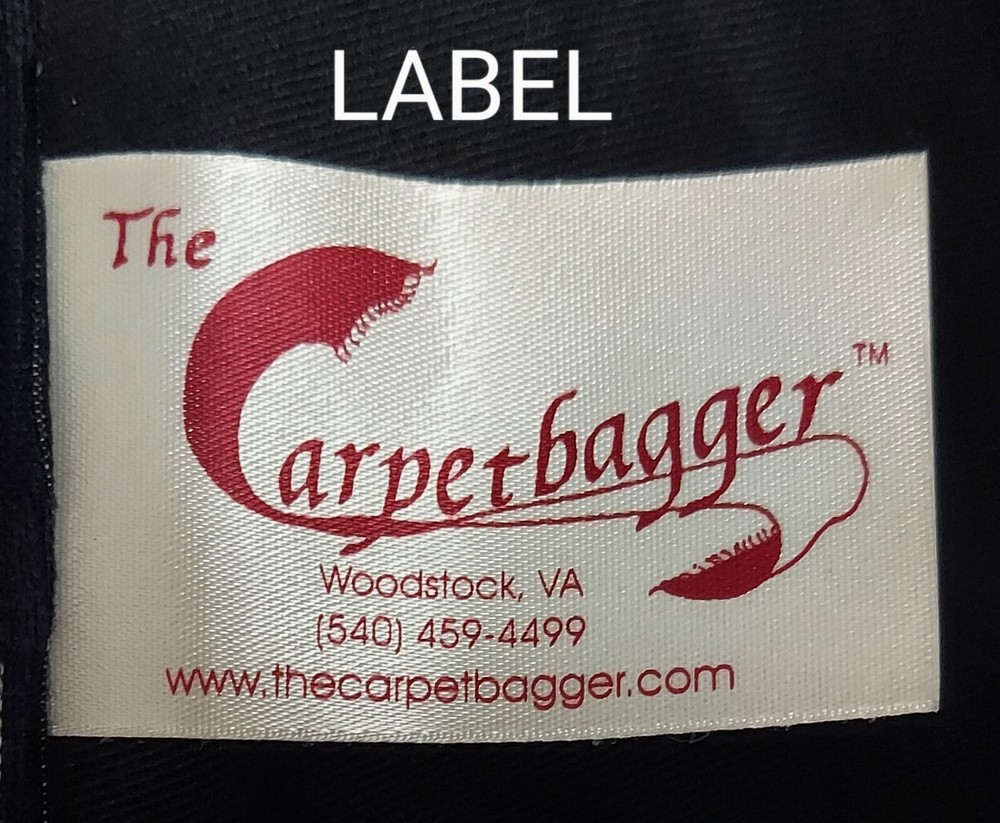 LABEL
The
Carpetbagger™
Woodstock, VA
(540) 459-4499
www.thecarpetbagger.com